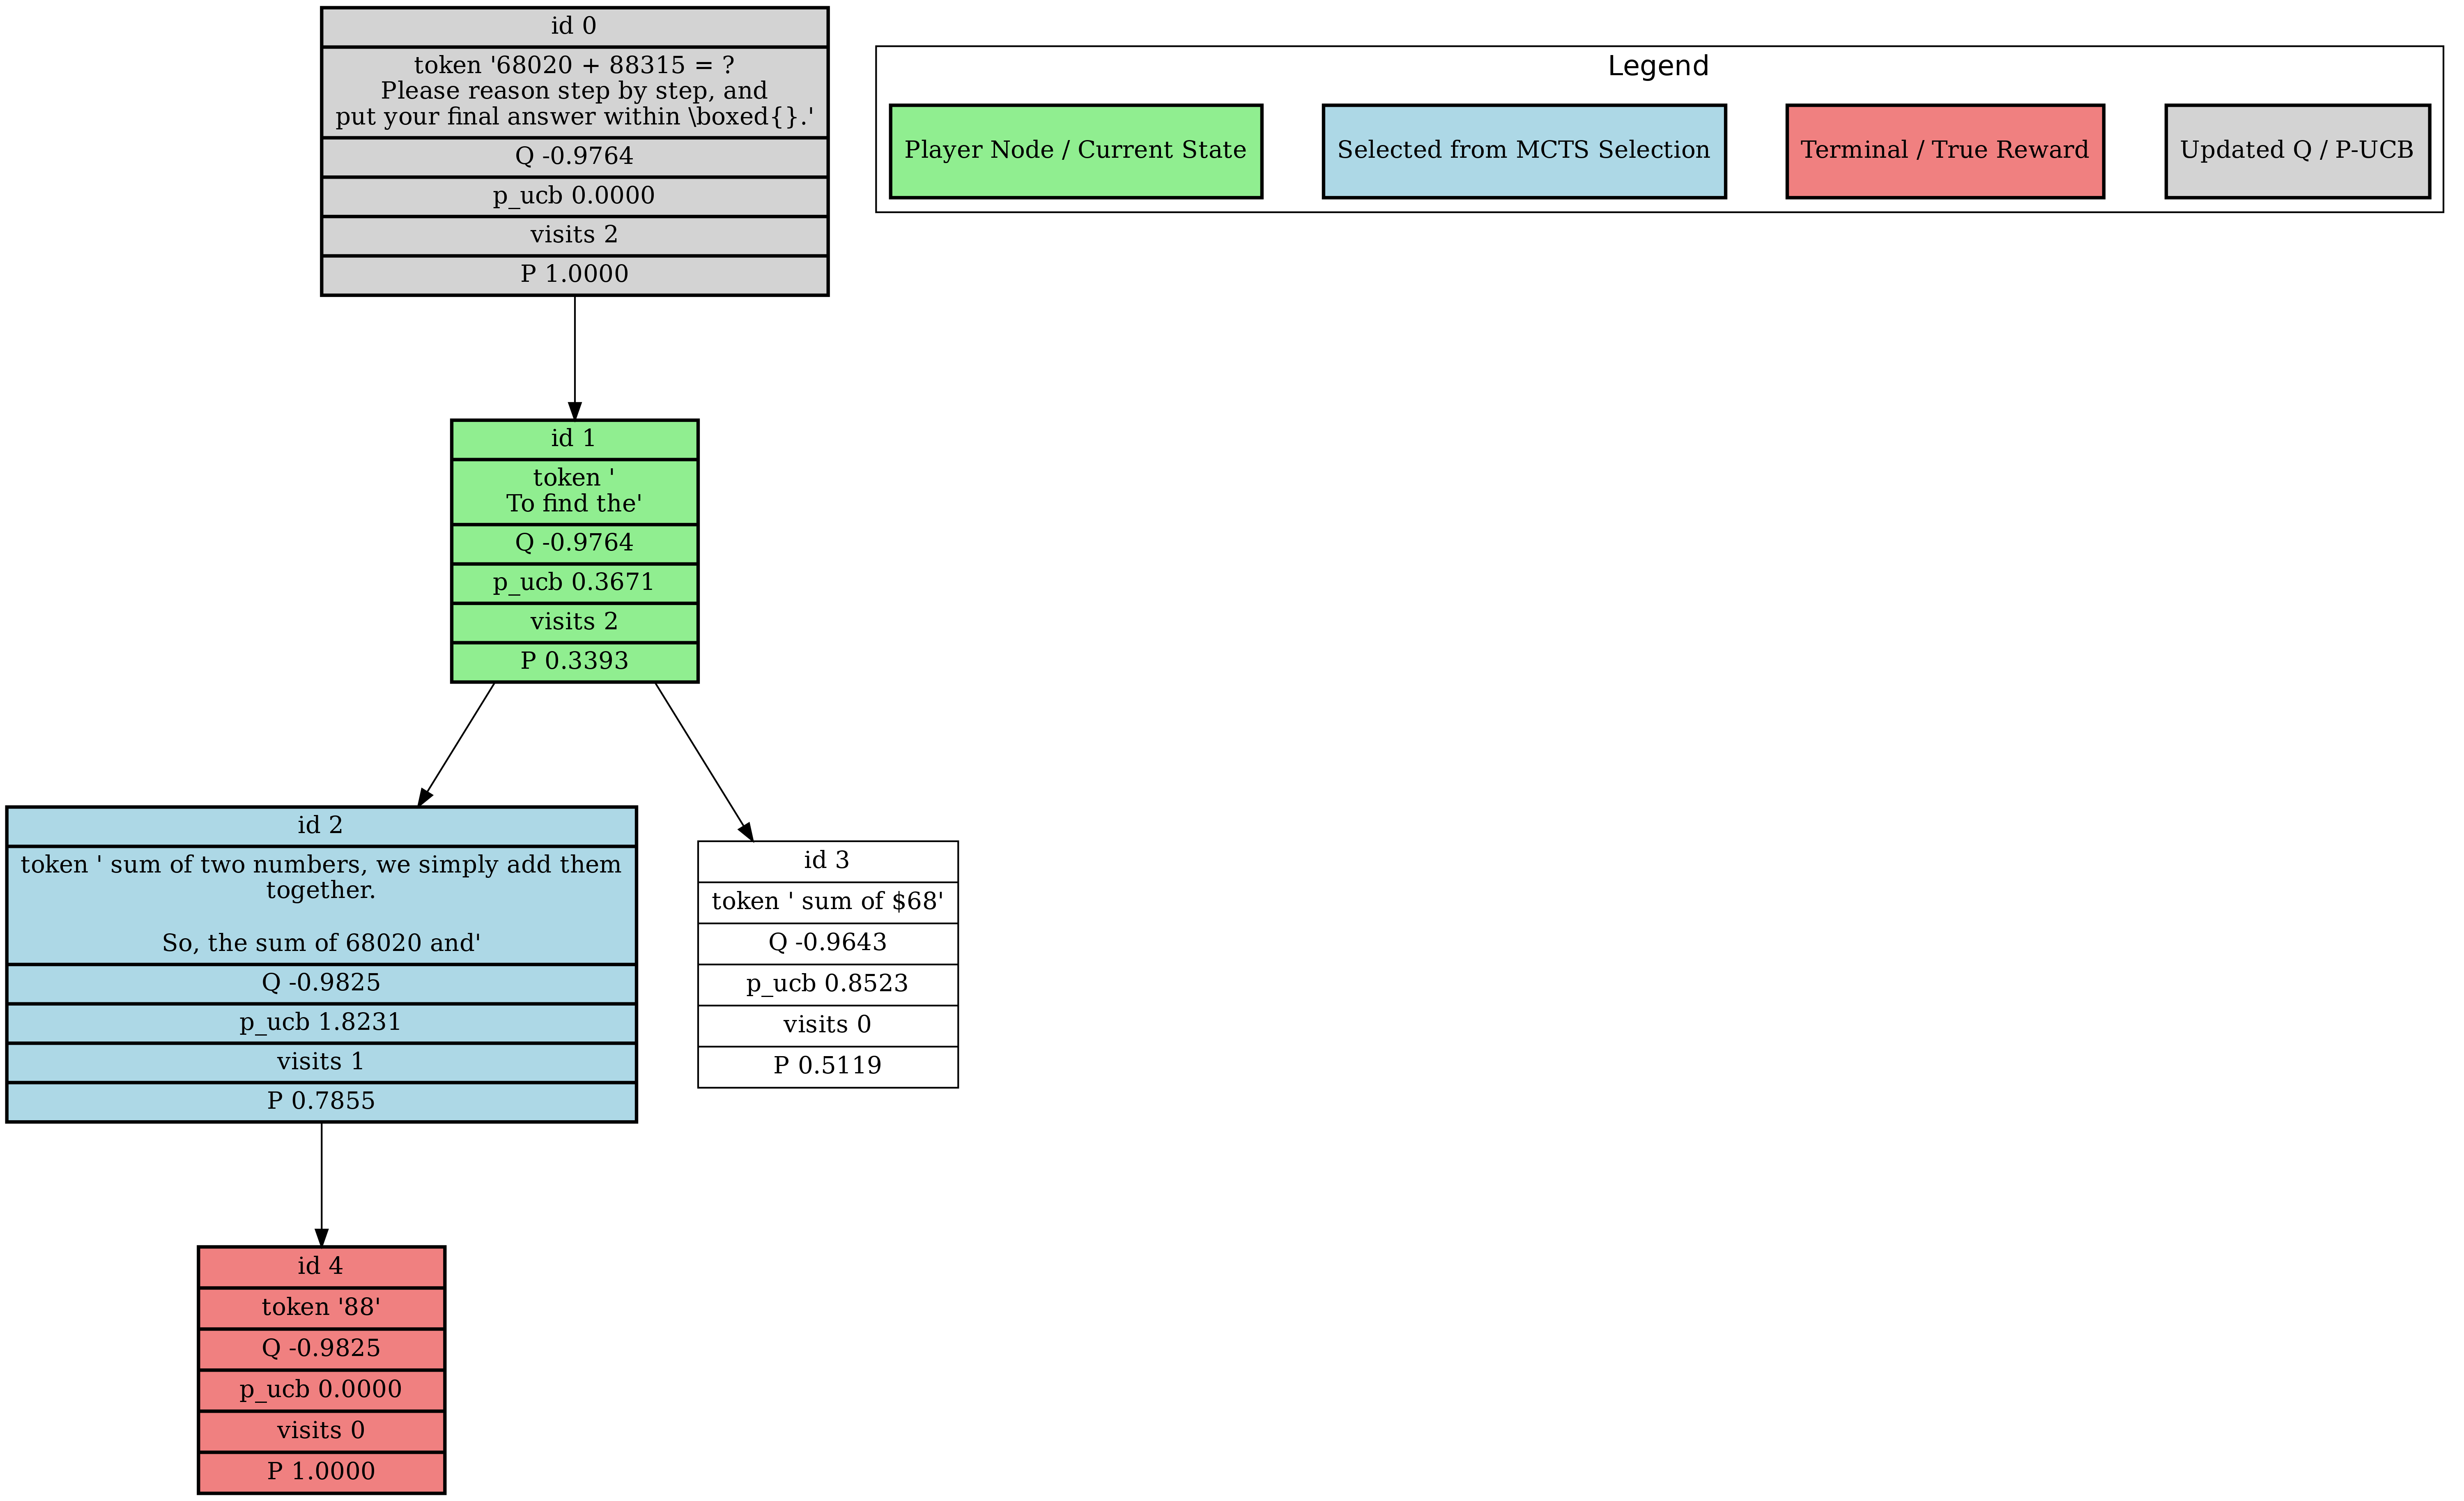 id 0
token '68020 + 88315 = ?
Please reason step by step, and
put your final answer within \boxed{}.'
Q -0.9764
p_ucb 0.0000
visits 2
P 1.0000
Legend
Player Node / Current State
Selected from MCTS Selection
Terminal / True Reward
Updated Q / P-UCB
id 1
token '
To find the'
Q -0.9764
p_ucb 0.3671
visits 2
P 0.3393
id 2
token ' sum of two numbers, we simply add them
together.
So, the sum of 68020 and'
Q -0.9825
p_ucb 1.8231
visits 1
P 0.7855
id 3
token ' sum of $68'
Q -0.9643
p_ucb 0.8523
visits 0
P 0.5119
id 4
token '88'
Q -0.9825
p_ucb 0.0000
visits 0
P 1.0000